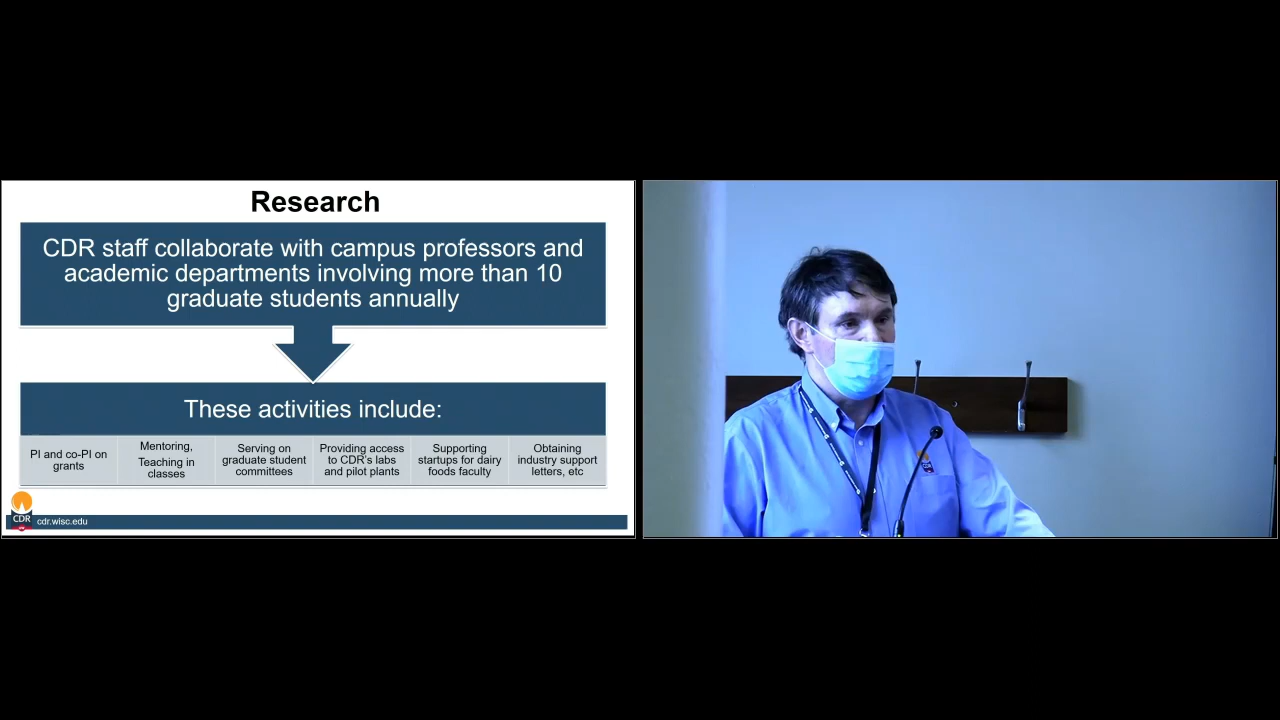 Research
CDR staff collaborate with campus professors and
academic departments involving more than 10
graduate students annually
These activities include:
PI and co-PI on
grants
Mentoring,
Teaching in
classes
Serving on
graduate student
committees
Providing access
to CDR's labs
and pilot plants
Supporting
startups for dairy
foods faculty
Obtaining
industry support
letters, etc
CDR
cdr.wisc.edu